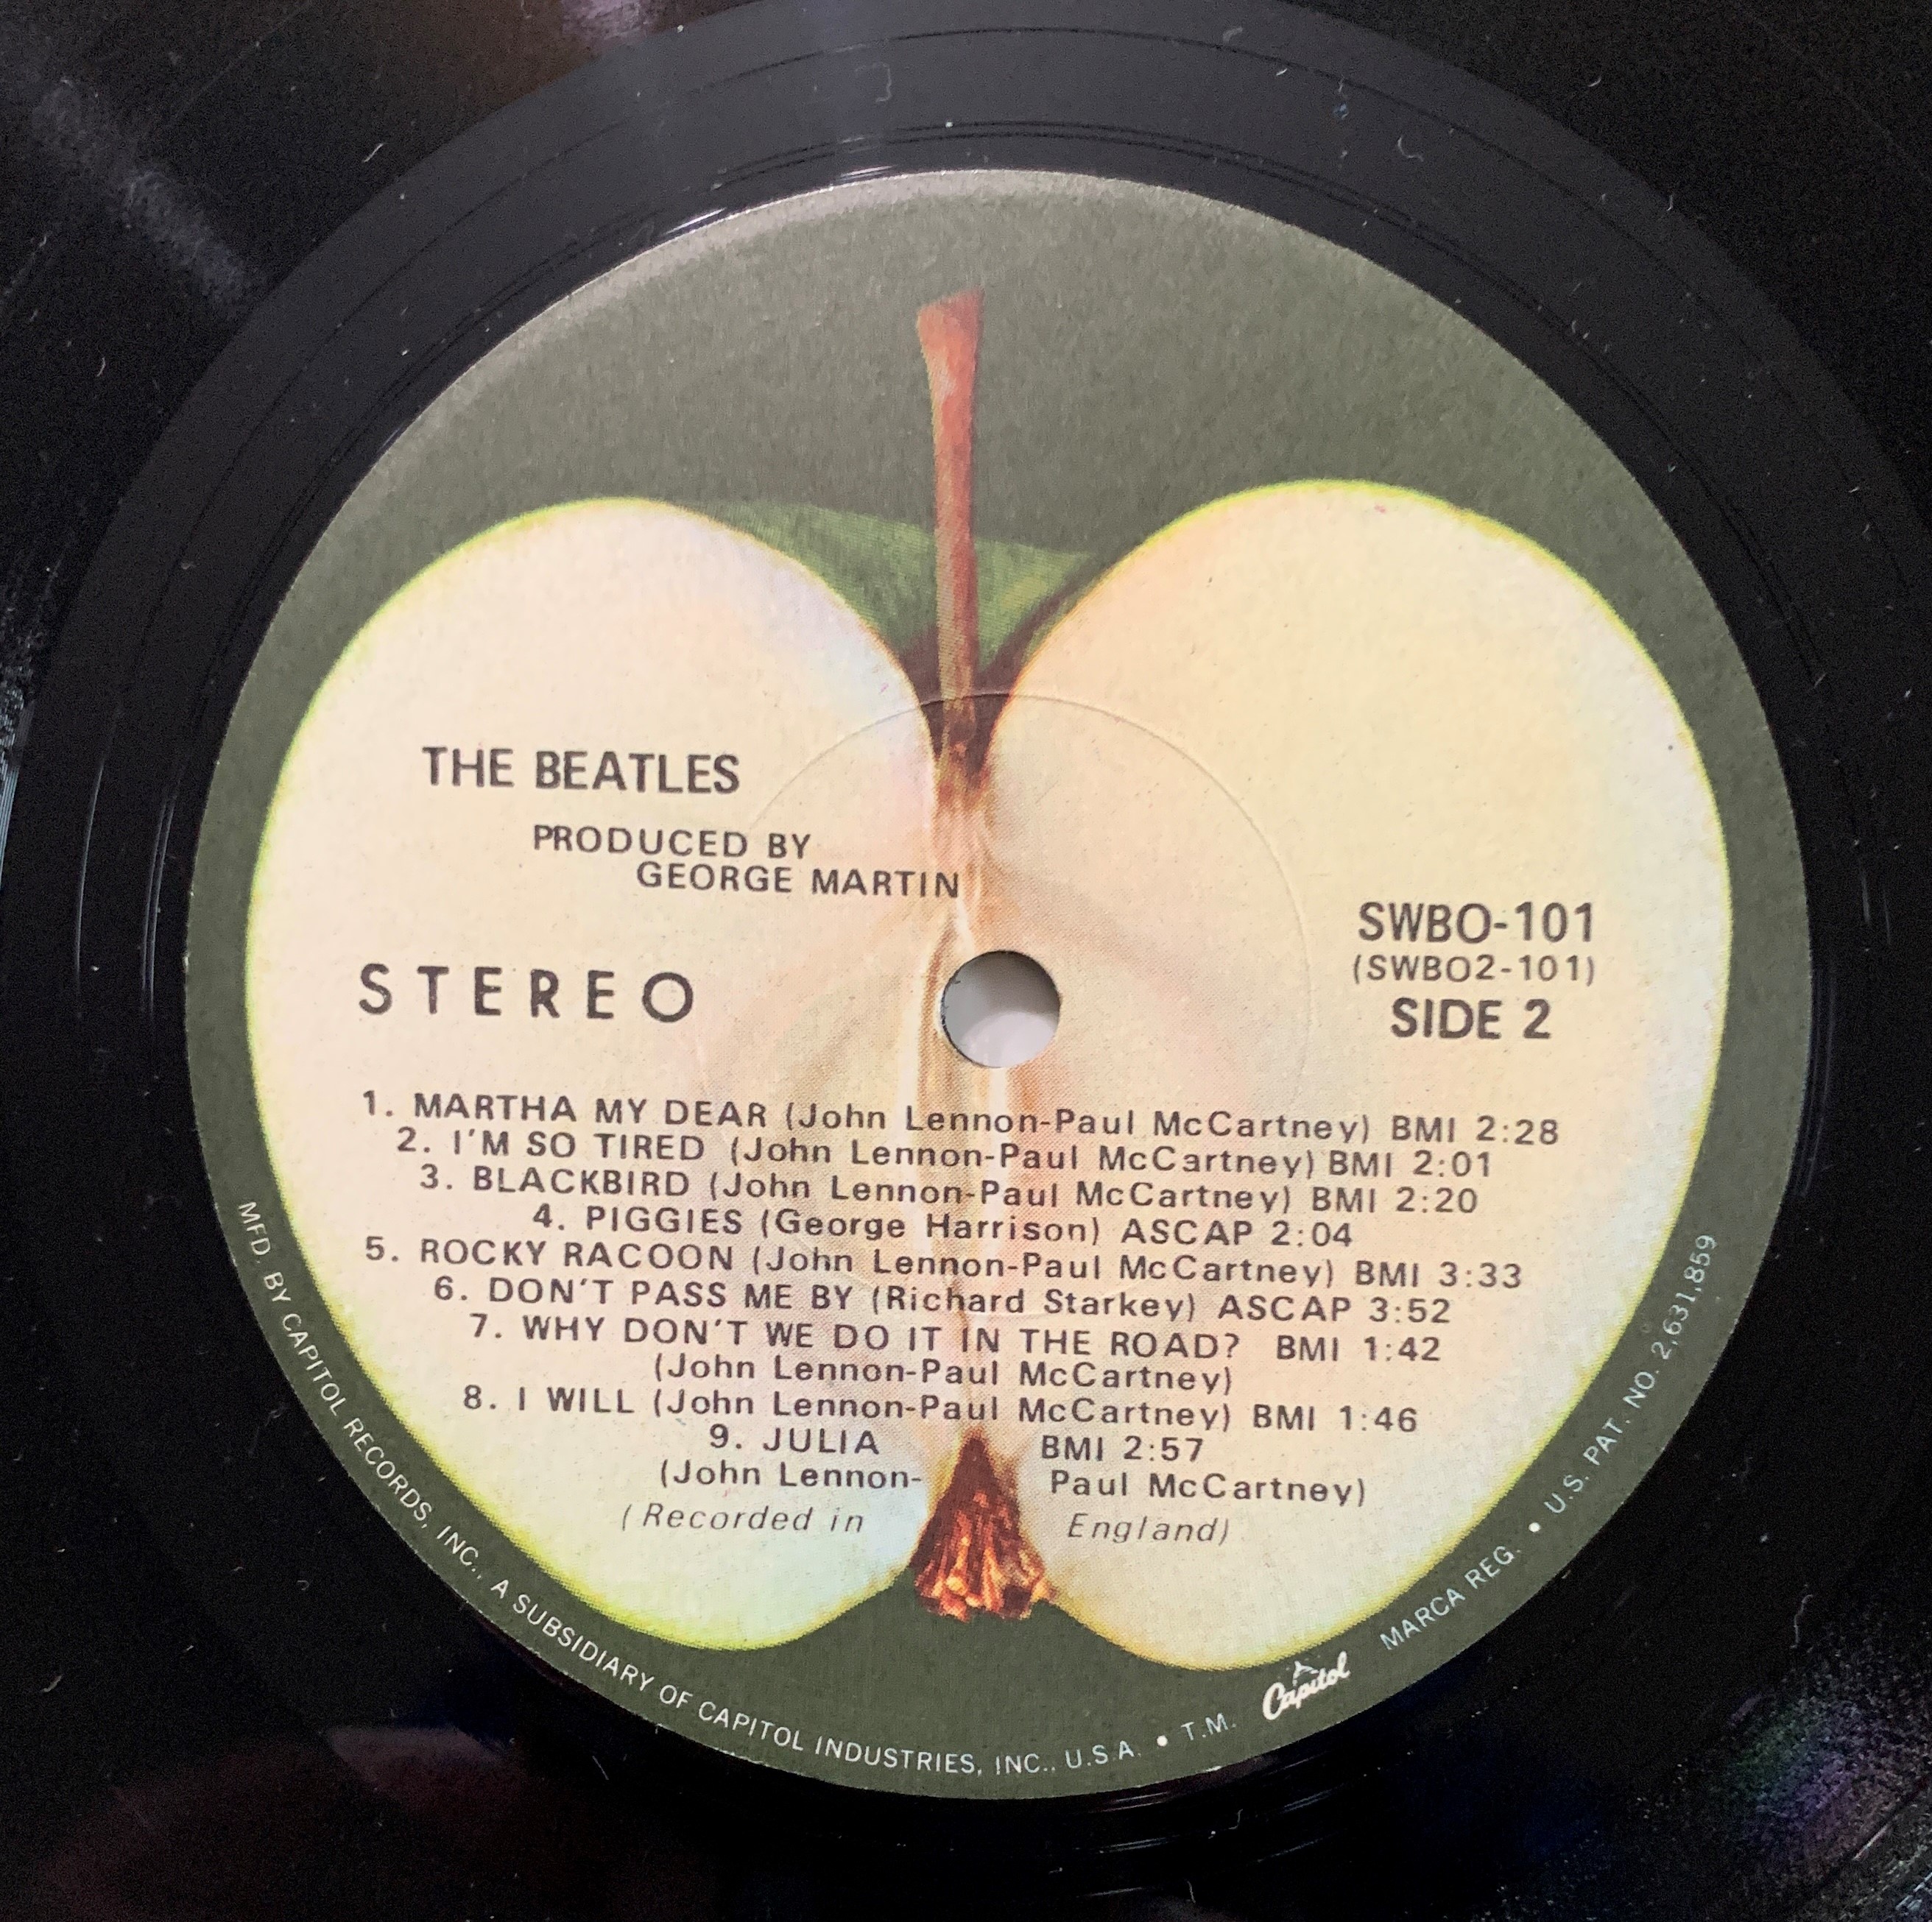 THE BEATLES
PRODUCED BY
GEORGE MARTIN
STEREO
SWBO-101
(SWBO2-101)
SIDE 2
1. MARTHA MY DEAR (John Lennon-Paul McCartney) BMI 2:28
2. I'M SO TIRED (John Lennon-Paul McCartney) BMI 2:01
3. BLACKBIRD (John Lennon-Paul McCartney) BMI 2:20
4. PIGGIES (George Harrison) ASCAP 2:04
5. ROCKY RACOON (John Lennon-Paul McCartney) BMI 3:33
6. DON'T PASS ME BY (Richard Starkey) ASCAP 3:52
7. WHY DON'T WE DO IT IN THE ROAD? BMI 1:42
(John Lennon-Paul McCartney)
8. I WILL (John Lennon-Paul McCartney) BMI 1:46
9. JULIA BMI 2:57
(John Lennon-Paul McCartney)
(Recorded in England)
MFD. BY CAPITOL RECORDS, INC., A SUBSIDIARY OF CAPITOL INDUSTRIES, INC., U.S.A. • T.M. Capitol MARCA REG. • U.S. PAT. NO. 2,631,859